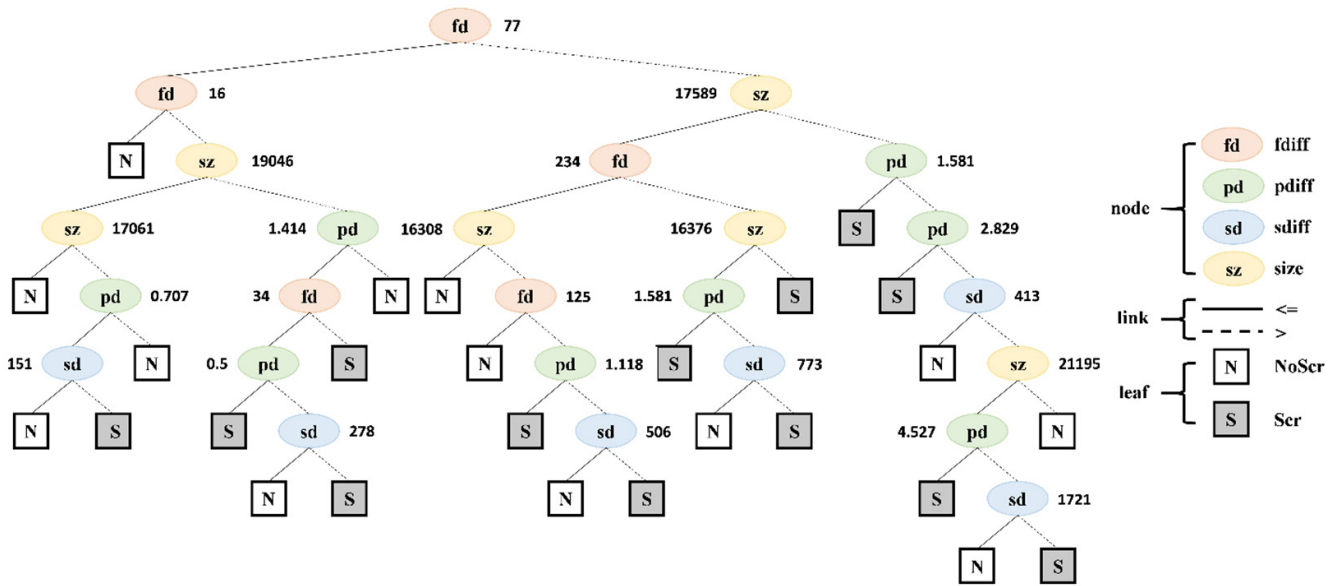 fd 77
fd 16 17589 sz
N sz 19046 234 fd pd 1.581
sz 17061 1.414 pd 16308 sz 16376 sz S pd 2.829
N pd 0.707 34 fd N N fd 125 1.581 pd S S sd 413
151 sd N 0.5 pd S N pd 1.118 S sd 773 N sz 21195
N S S sd 278 S sd 506 N S 4.527 pd N
N S N S S sd 1721
N S
node
fd fdiff
pd pdiff
sd sdiff
sz size
link
<=
>
leaf
N NoScr
S Scr